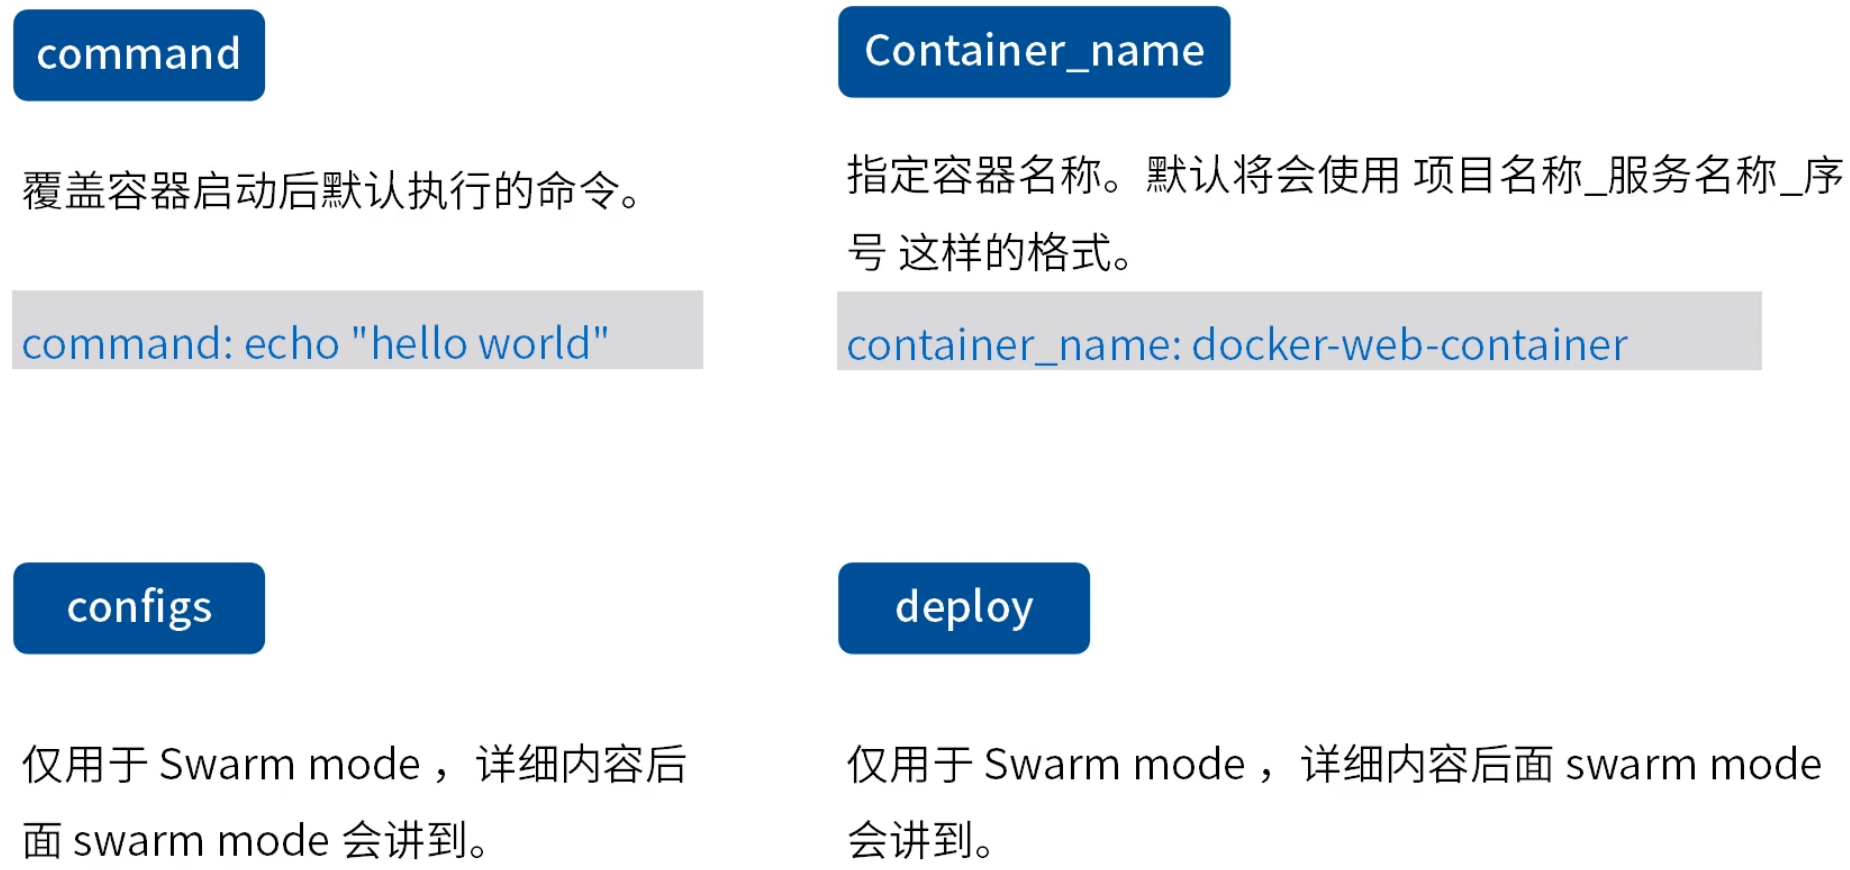 command
覆盖容器启动后默认执行的命令。
command: echo "hello world"
Container_name
指定容器名称。默认将会使用 项目名称_服务名称_序
号 这样的格式。
container_name: docker-web-container
configs
仅用于 Swarm mode ，详细内容后
面 swarm mode 会讲到。
deploy
仅用于 Swarm mode ，详细内容后面 swarm mode
会讲到。